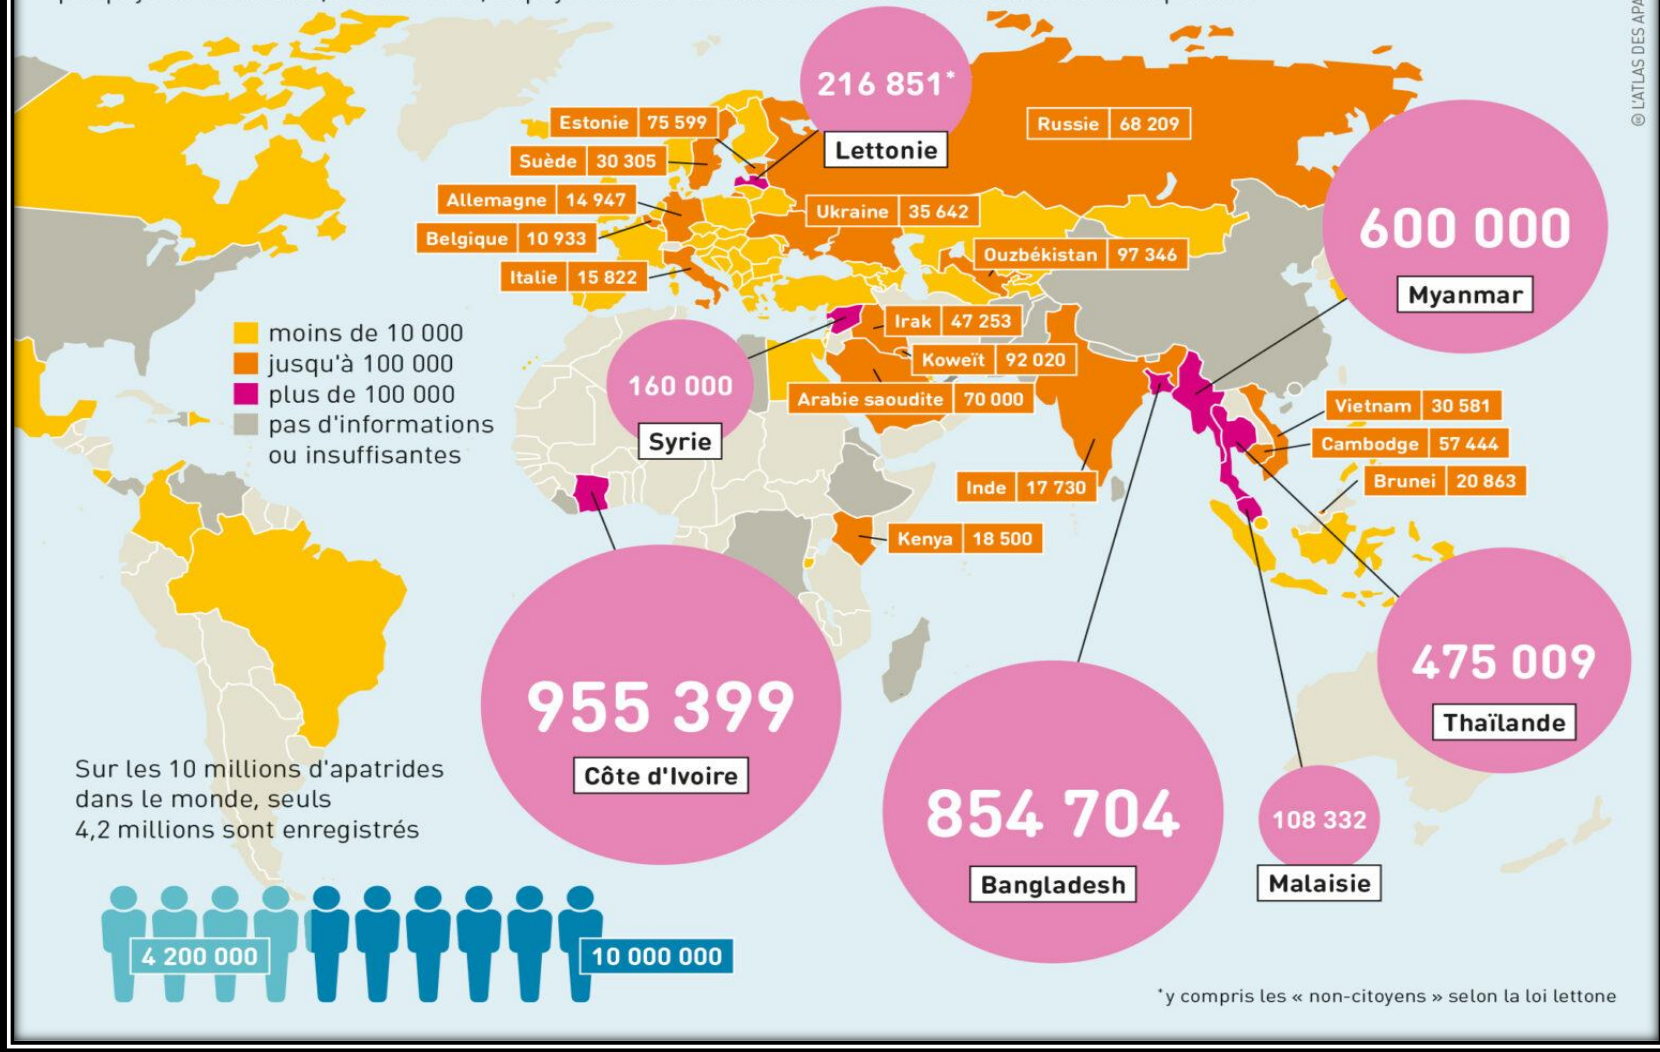 © L'ATLAS DES APA
216 851*
Lettonie
Estonie 75 599
Suède 30 305
Allemagne 14 947
Belgique 10 933
Italie 15 822
Russie 68 209
Ukraine 35 642
Ouzbékistan 97 346
600 000
Myanmar
moins de 10 000
jusqu'à 100 000
plus de 100 000
pas d'informations
ou insuffisantes
160 000
Syrie
Irak 47 253
Koweït 92 020
Arabie saoudite 70 000
Inde 17 730
Kenya 18 500
Vietnam 30 581
Cambodge 57 444
Brunei 20 863
955 399
Côte d'Ivoire
854 704
Bangladesh
475 009
Thaïlande
108 332
Malaisie
Sur les 10 millions d'apatrides
dans le monde, seuls
4,2 millions sont enregistrés
4 200 000
10 000 000
*y compris les « non-citoyens » selon la loi lettone